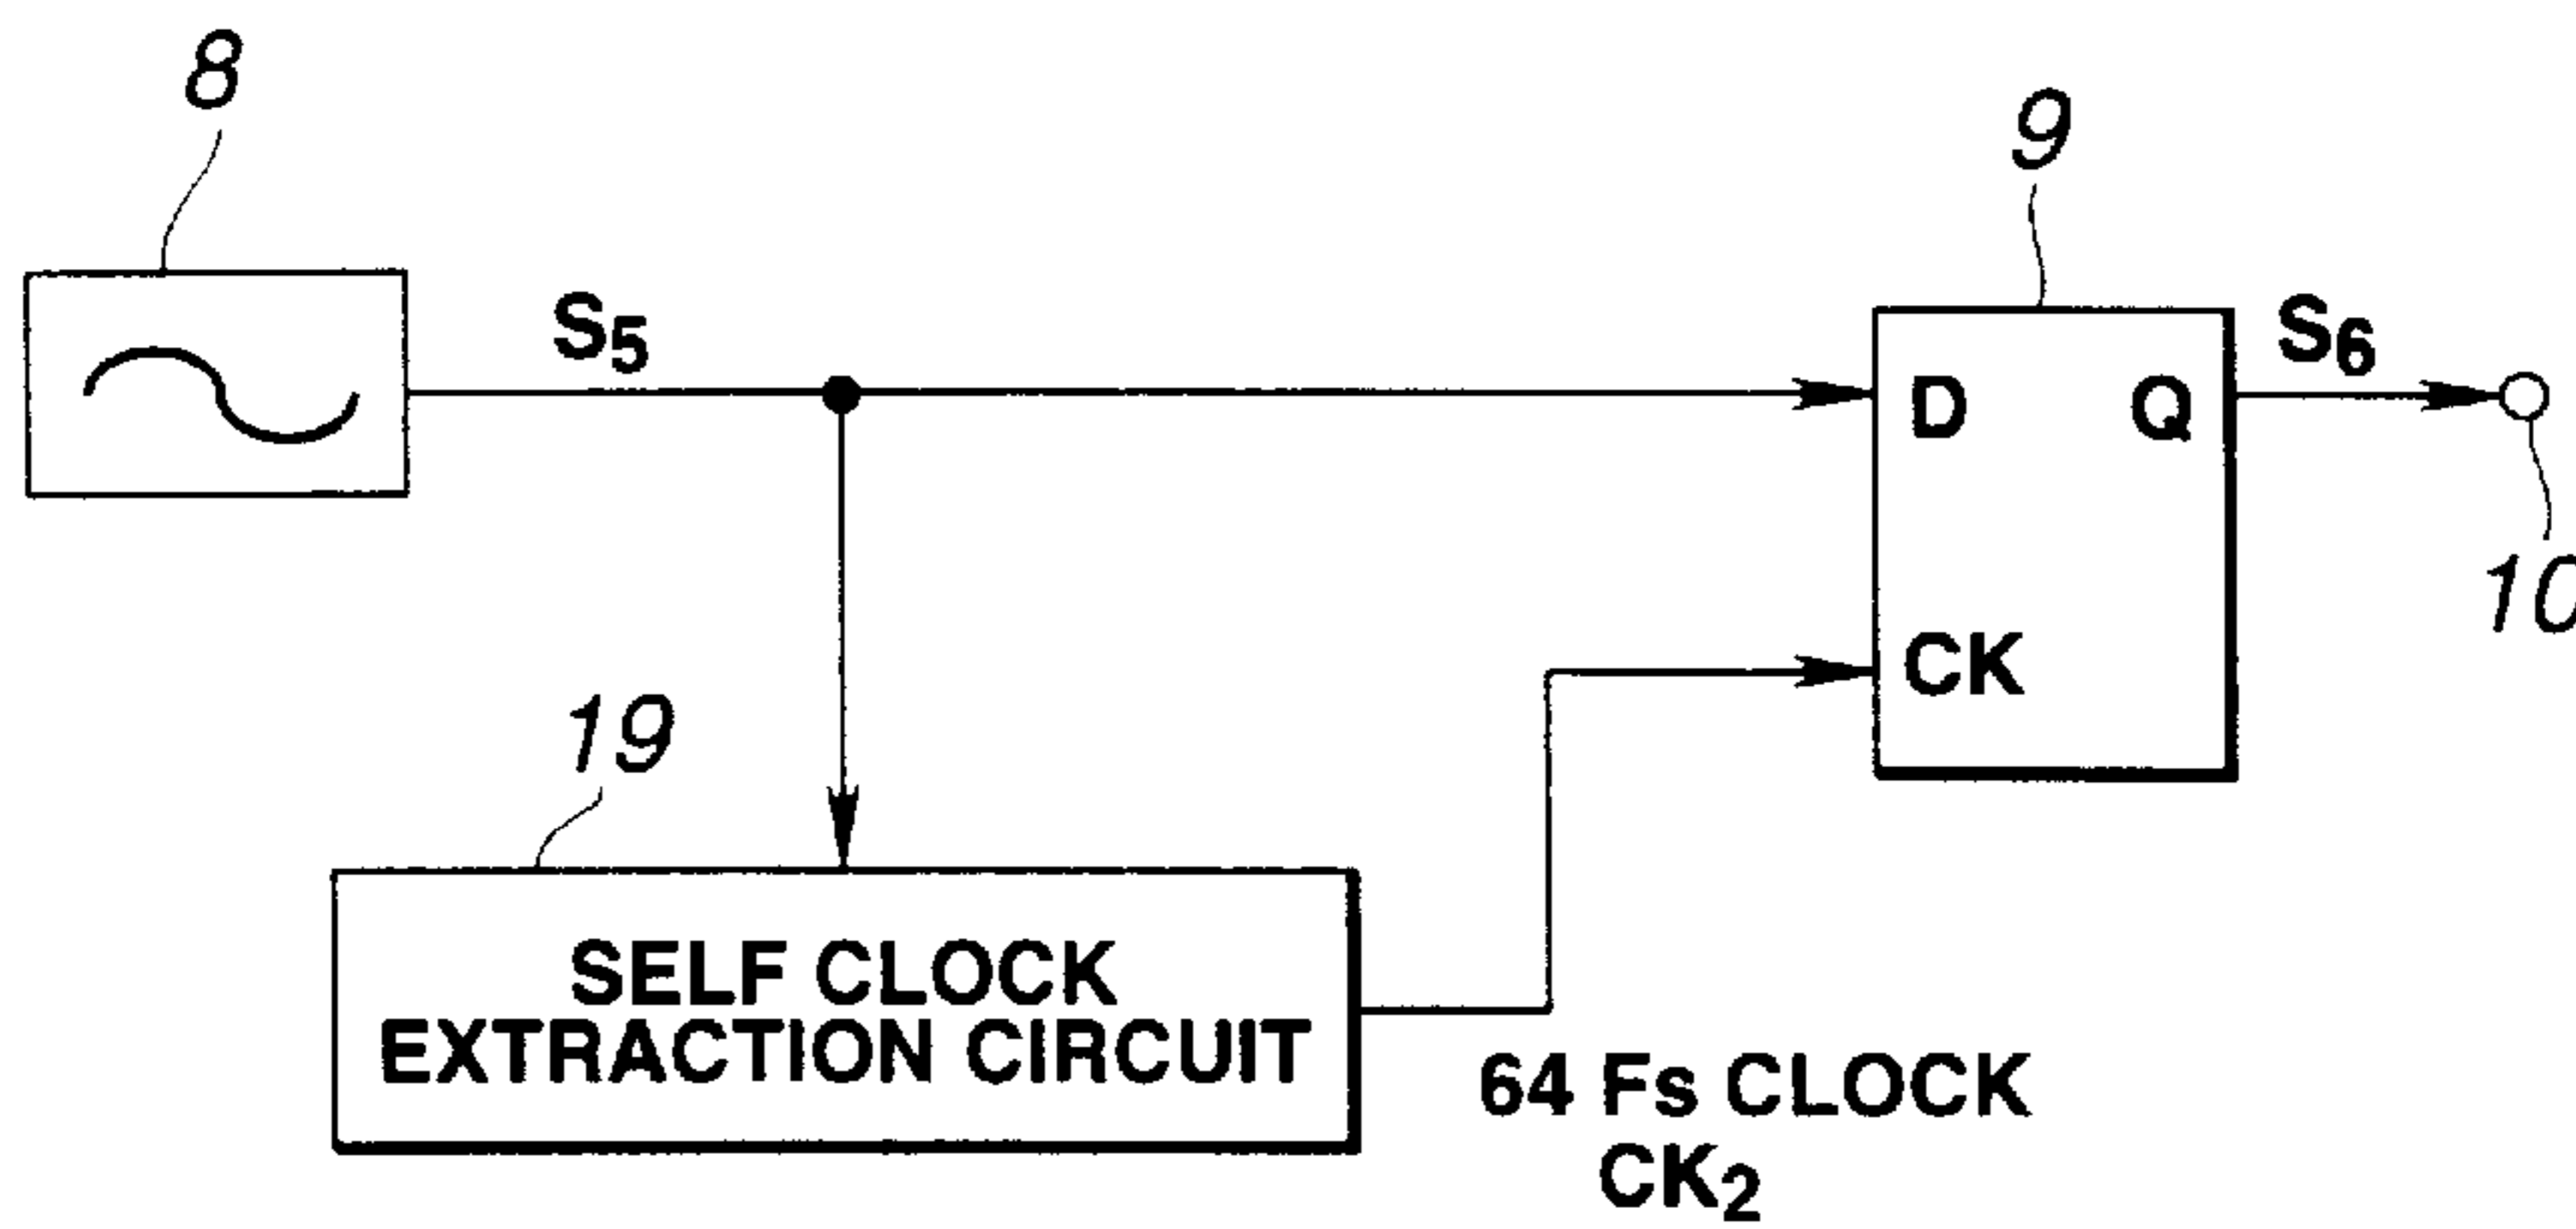 8
9
S5
S6
D Q
CK
10
19
SELF CLOCK
EXTRACTION CIRCUIT
64 Fs CLOCK
CK2